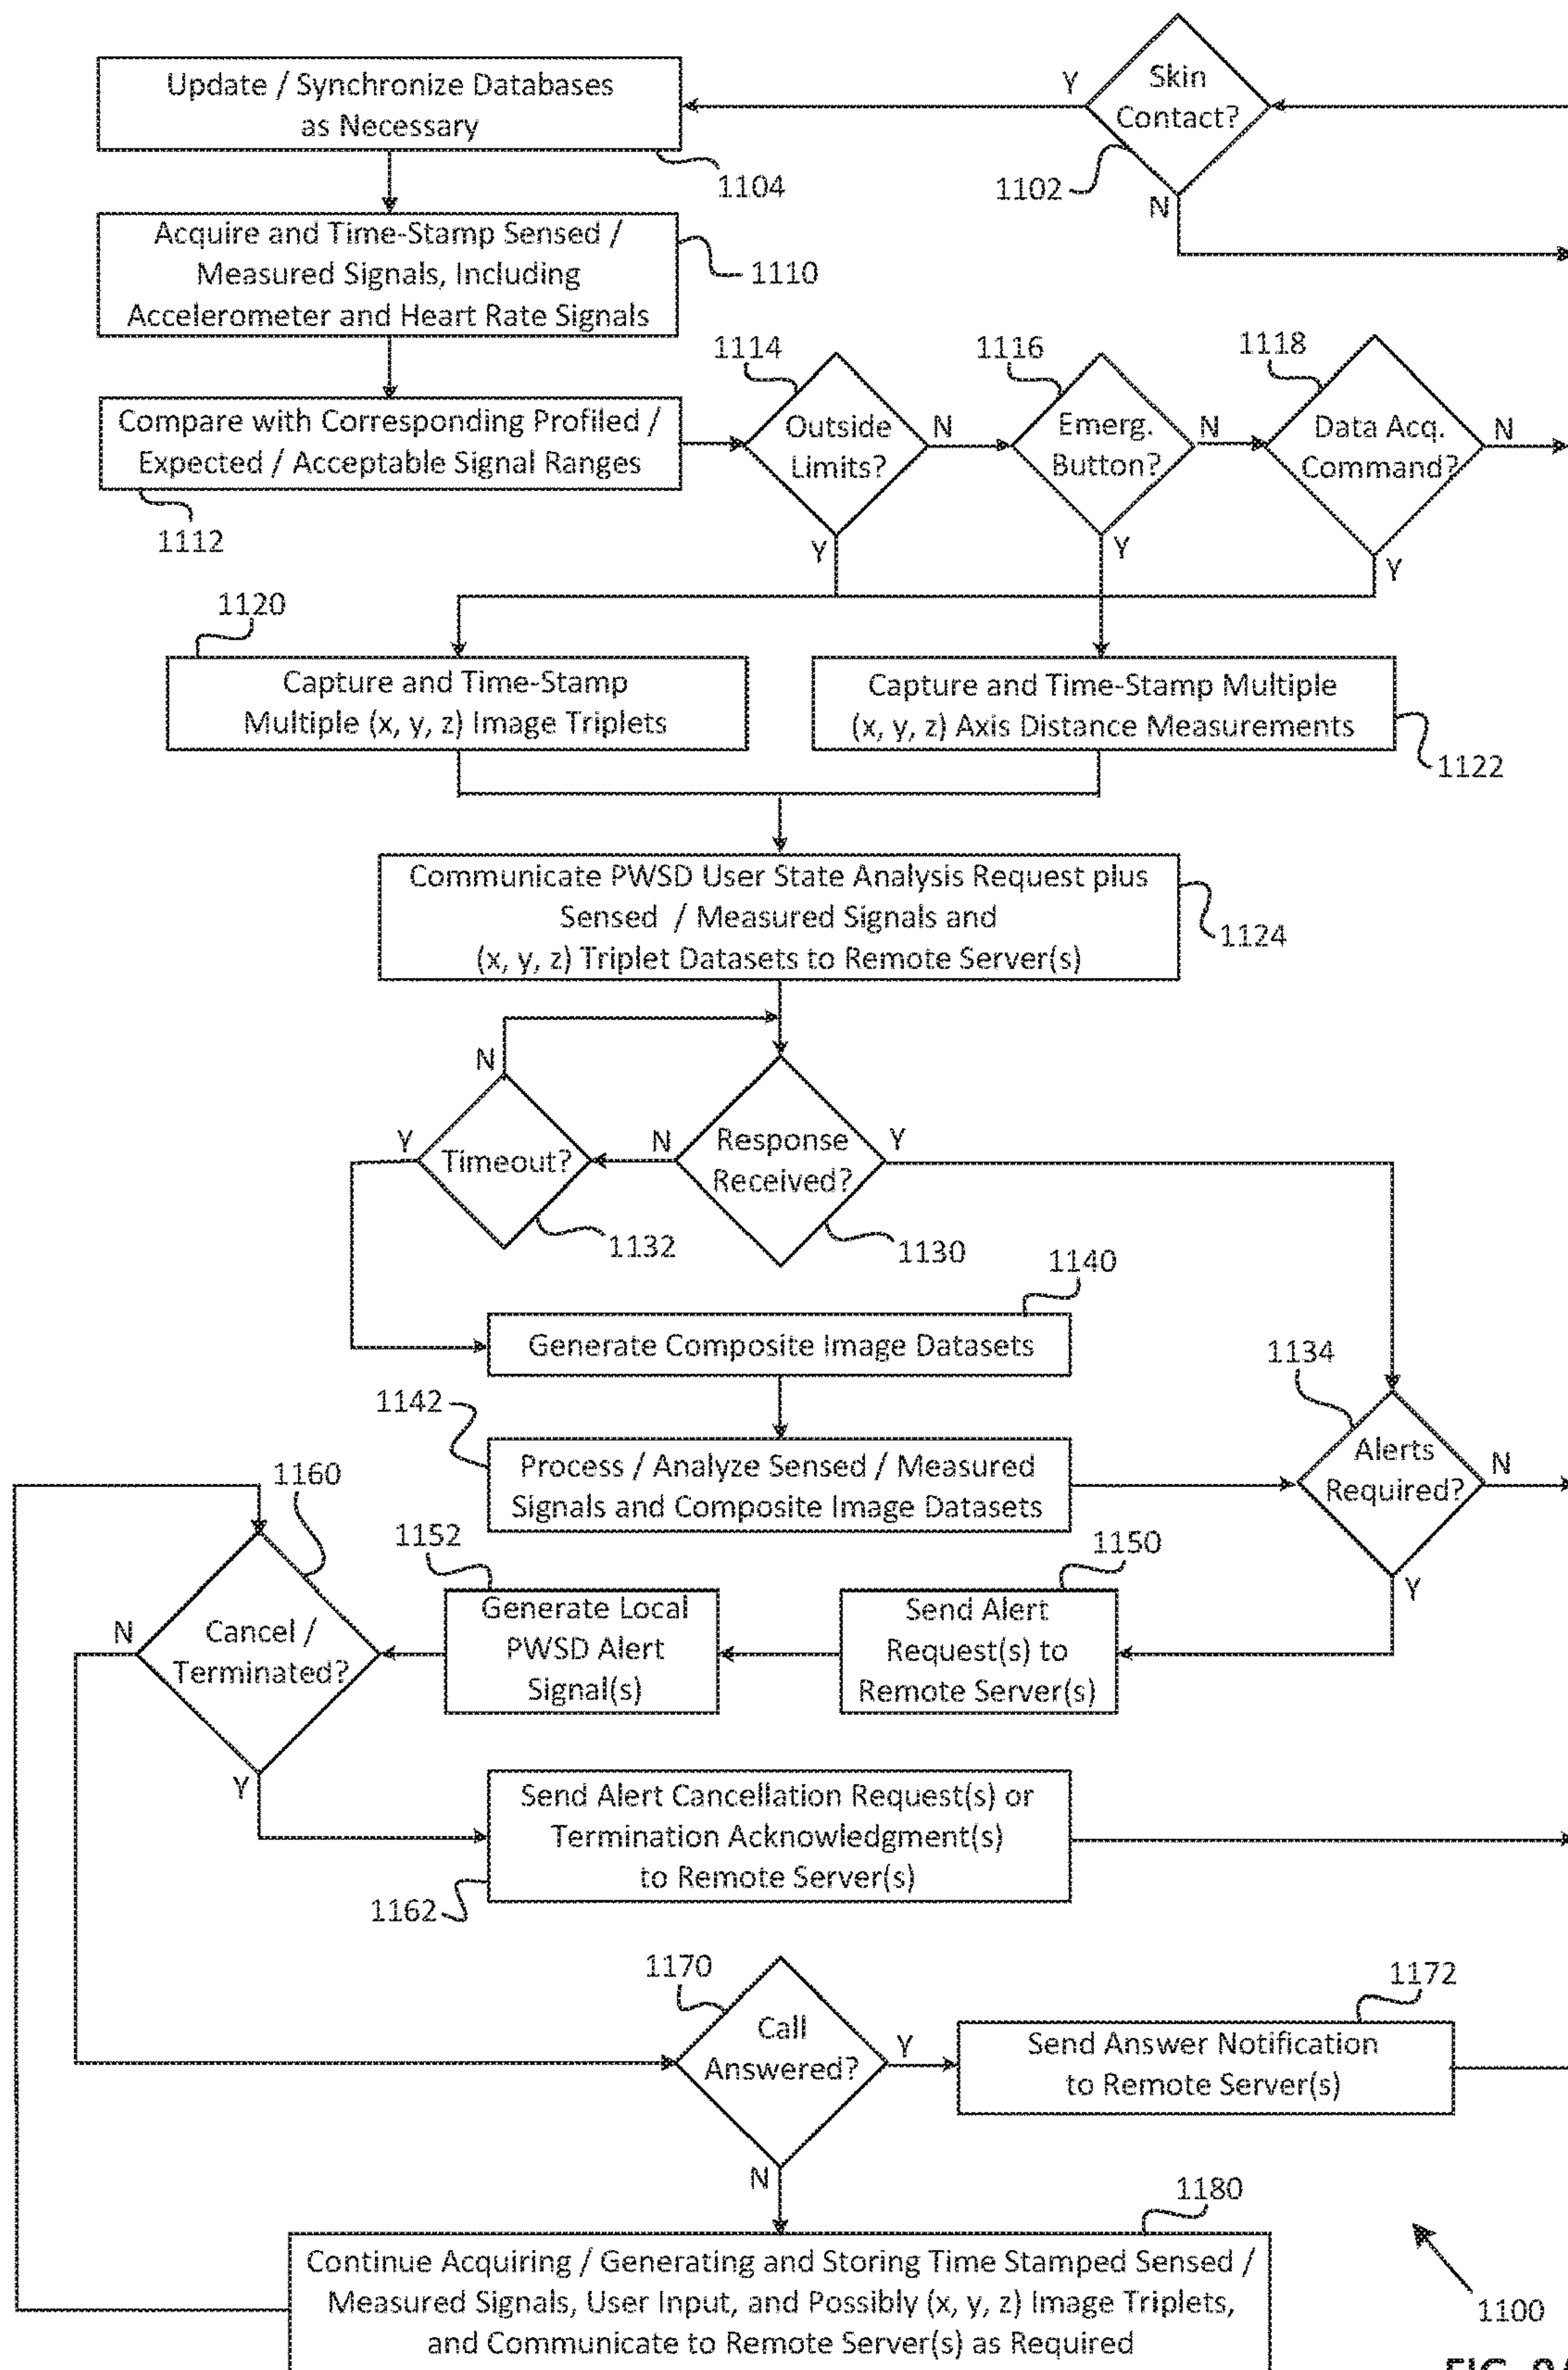 Skin
Contact?
Y
N
1102
Update / Synchronize Databases
as Necessary
1104
Acquire and Time-Stamp Sensed /
Measured Signals, Including
Accelerometer and Heart Rate Signals
1110
Compare with Corresponding Profiled /
Expected / Acceptable Signal Ranges
1112
1114
Outside
Limits?
N
Y
1116
Emerg.
Button?
N
Y
1118
Data Acq.
Command?
N
Y
1120
Capture and Time-Stamp
Multiple (x, y, z) Image Triplets
Capture and Time-Stamp Multiple
(x, y, z) Axis Distance Measurements
1122
Communicate PWSD User State Analysis Request plus
Sensed / Measured Signals and
(x, y, z) Triplet Datasets to Remote Server(s)
1124
N
Y
Timeout?
1132
N
Response
Received?
Y
1130
1140
Generate Composite Image Datasets
1134
Alerts
Required?
N
Y
1142
Process / Analyze Sensed / Measured
Signals and Composite Image Datasets
1150
Send Alert
Request(s) to
Remote Server(s)
1152
Generate Local
PWSD Alert
Signal(s)
1160
Cancel /
Terminated?
N
Y
Send Alert Cancellation Request(s) or
Termination Acknowledgment(s)
to Remote Server(s)
1162
1170
Call
Answered?
Y
N
1172
Send Answer Notification
to Remote Server(s)
1180
Continue Acquiring / Generating and Storing Time Stamped Sensed /
Measured Signals, User Input, and Possibly (x, y, z) Image Triplets,
and Communicate to Remote Server(s) as Required
1100